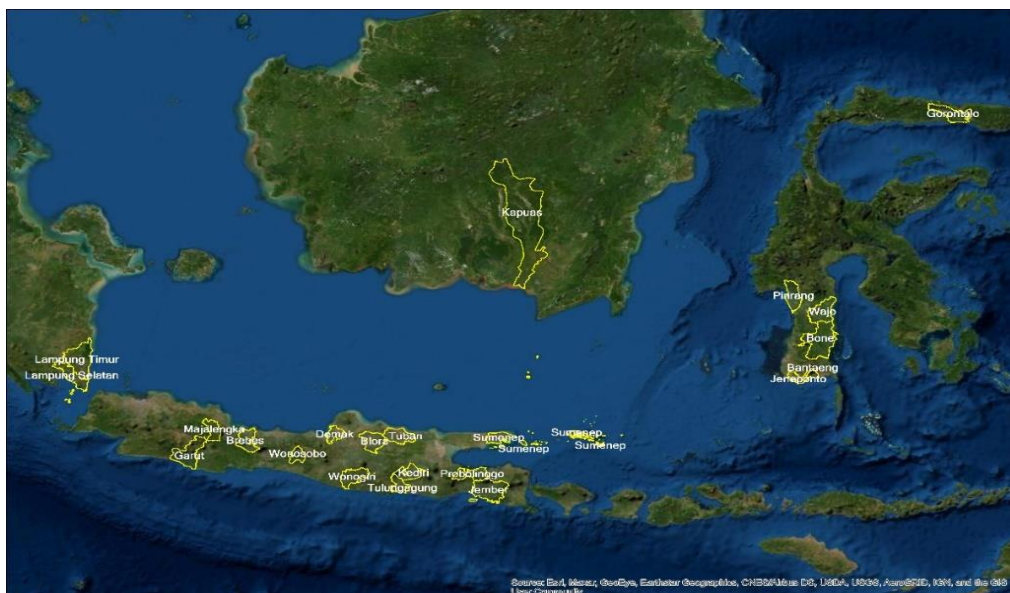 Gorontalo
Kapuas
Pinrang
Wajo
Bone
Lampung Timur
Bantaeng
Lampung Selatan
Jeneponto
Majalengka
Demak
Tuban
Sumenep
Brebes
Blora
Sumenep
Sumenep
Sumenep
Garut
Wonosobo
Wonogiri
Kediri
Probolinggo
Tulungagung
Jember
Source: Esri, Maxar, GeoEye, Earthstar Geographics, CNES/Airbus DS, USDA, USGS, AeroGRID, IGN, and the GIS
User Community